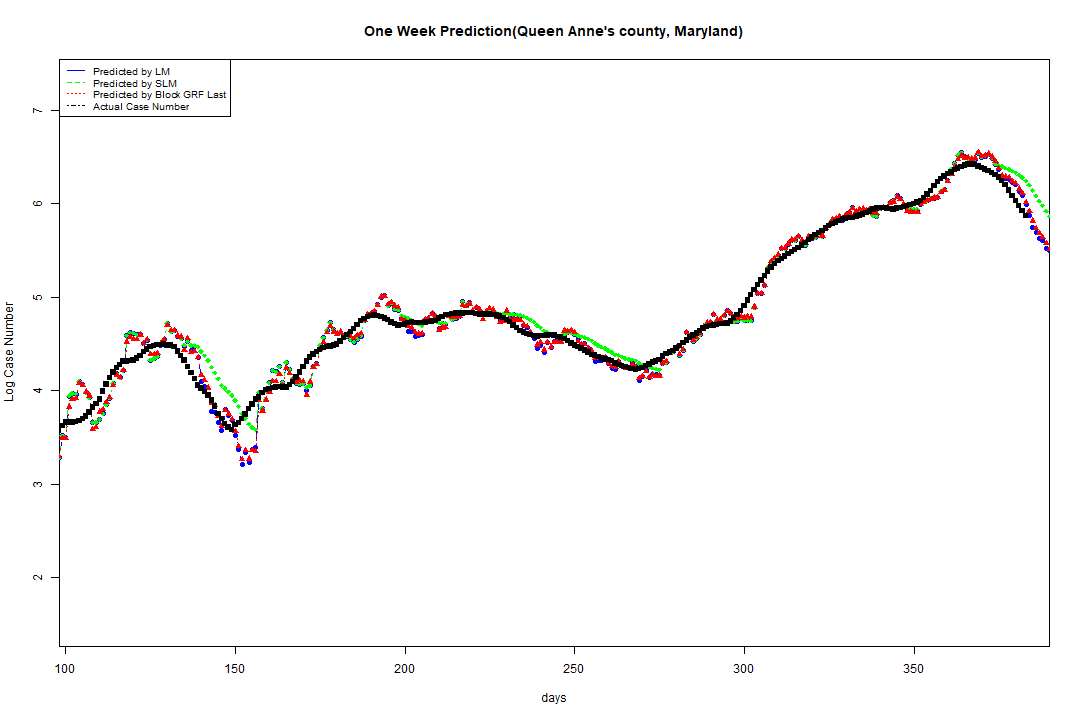 One Week Prediction(Queen Anne's county, Maryland)
Predicted by LM
Predicted by SLM
Predicted by Block GRF Last
Actual Case Number
7
6
5
4
3
2
Log Case Number
100 150 200 250 300 350
days